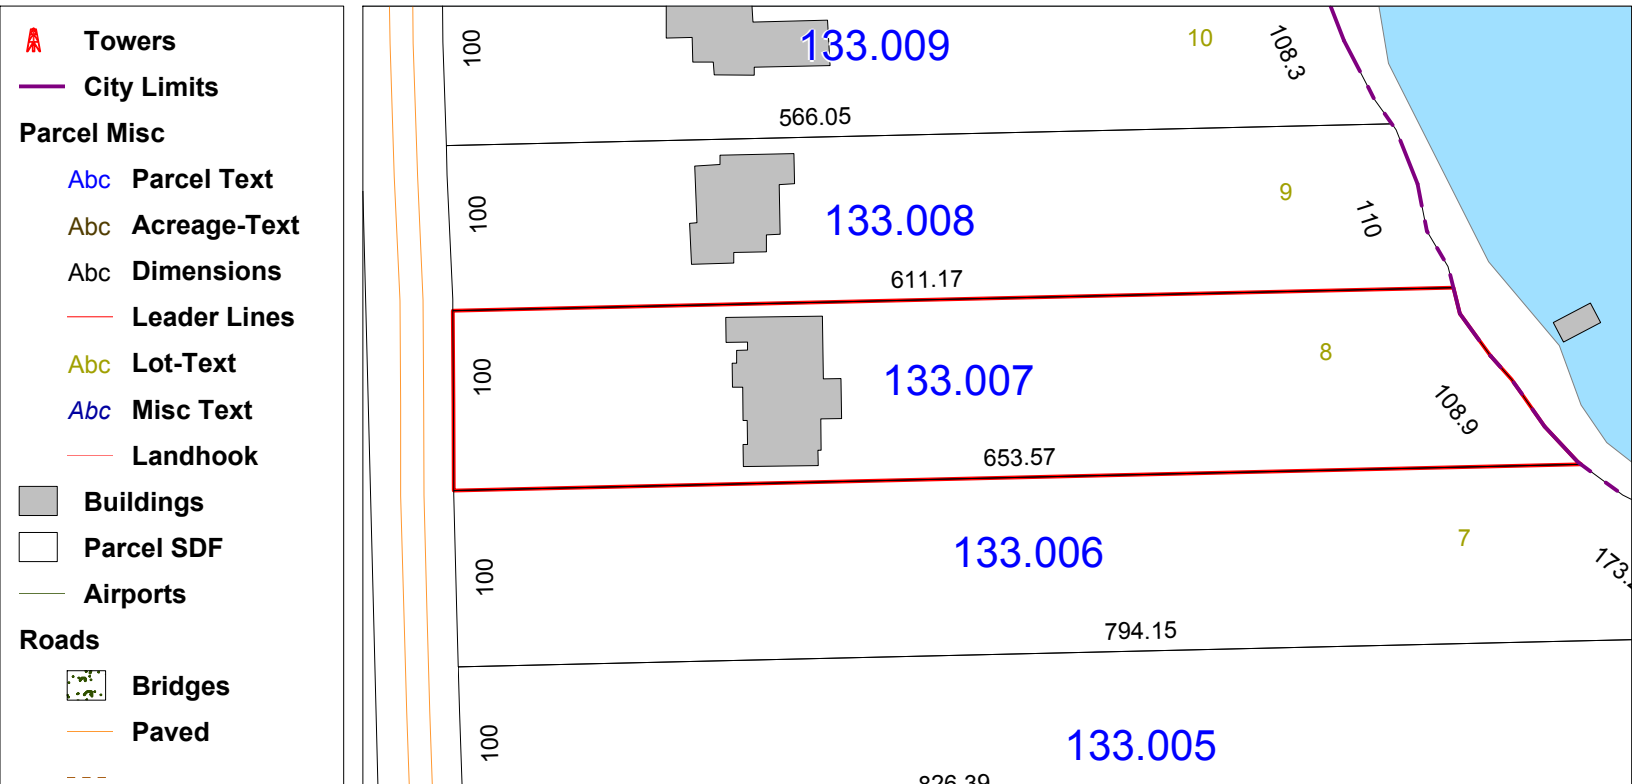 Towers
City Limits
Parcel Misc
Abc Parcel Text
Abc Acreage-Text
Abc Dimensions
Leader Lines
Abc Lot-Text
Abc Misc Text
Landhook
Buildings
Parcel SDF
Airports
Roads
Bridges
Paved
100
133.009
10
108.3
566.05
100
133.008
9
110
611.17
100
133.007
8
108.9
653.57
100
133.006
7
173.
794.15
100
133.005
826.39